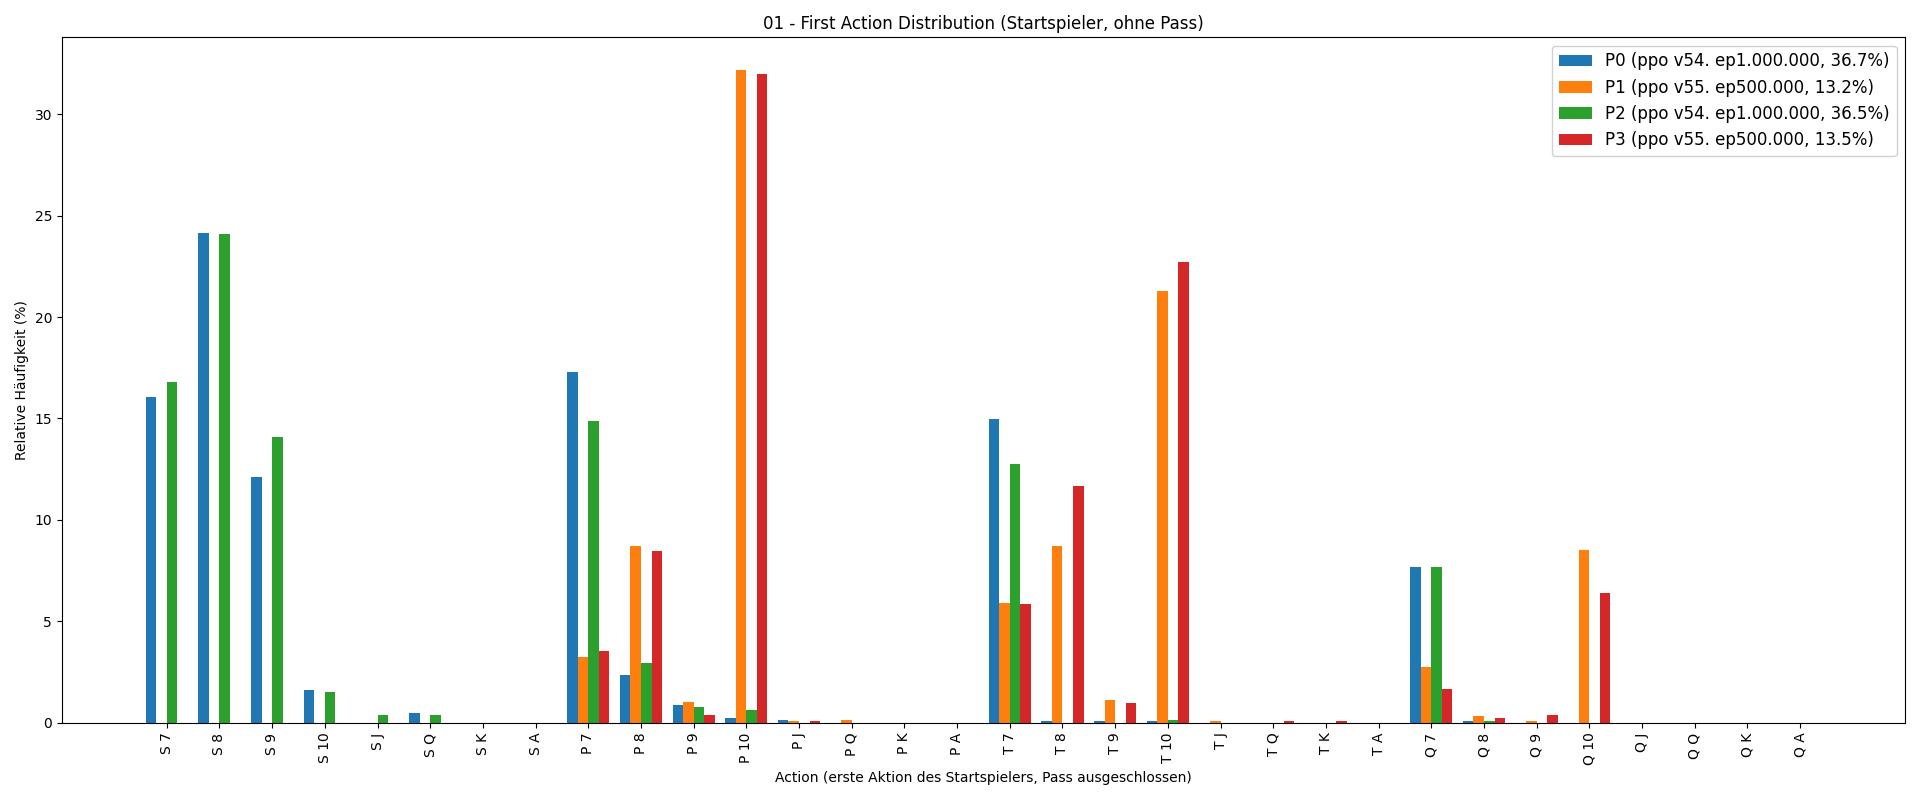 01 - First Action Distribution (Startspieler, ohne Pass)
P0 (ppo v54. ep1.000.000, 36.7%)
P1 (ppo v55. ep500.000, 13.2%)
P2 (ppo v54. ep1.000.000, 36.5%)
P3 (ppo v55. ep500.000, 13.5%)
Relative Häufigkeit (%)
30
25
20
15
10
5
0
S 7
S 8
S 9
S 10
S J
S Q
S K
S A
P 7
P 8
P 9
P 10
P J
P Q
P K
P A
T 7
T 8
T 9
T 10
T J
T Q
T K
T A
Q 7
Q 8
Q 9
Q 10
Q J
Q Q
Q K
Q A
Action (erste Aktion des Startspielers, Pass ausgeschlossen)